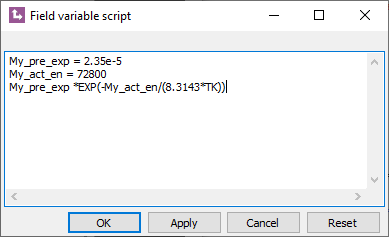 Field variable script
My_pre_exp = 2.35e-5
My_act_en = 72800
My_pre_exp *EXP(-My_act_en/(8.3143*TK))
OK Apply Cancel Reset